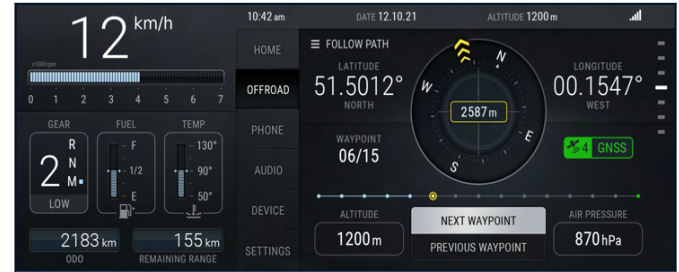 12 km/h
x1000 rpm
0 1 2 3 4 5 6 7
GEAR
R
2 N
M
LOW
FUEL
F
1/2
E
TEMP
130°
90°
50°
2183 km
ODO
155 km
REMAINING RANGE
10:42 am
DATE 12.10.21
ALTITUDE 1200 m
HOME
OFFROAD
PHONE
AUDIO
DEVICE
SETTINGS
FOLLOW PATH
LATITUDE
51.5012°
NORTH
WAYPOINT
06/15
N
W
E
S
2587 m
LONGITUDE
00.1547°
WEST
4 GNSS
ALTITUDE
1200 m
NEXT WAYPOINT
PREVIOUS WAYPOINT
AIR PRESSURE
870 hPa